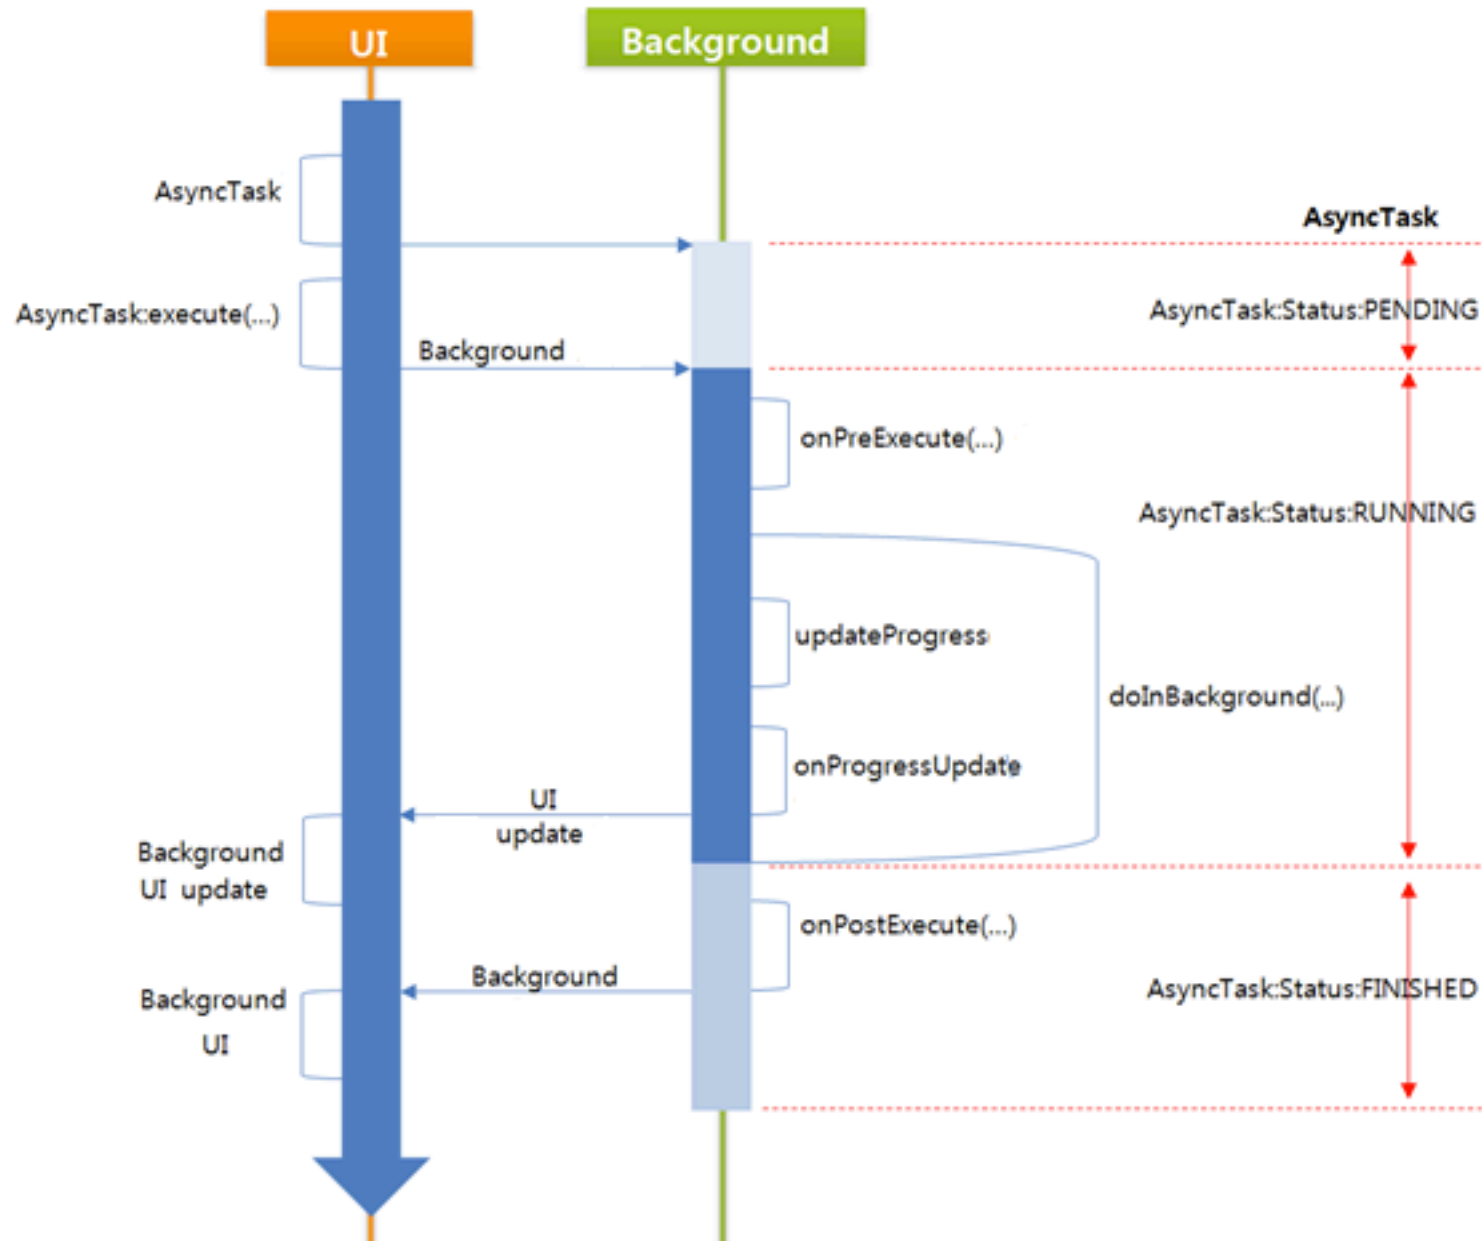 UI
Background
AsyncTask
AsyncTask
AsyncTask:execute(...)
AsyncTask:Status:PENDING
Background
onPreExecute(...)
AsyncTask:Status:RUNNING
updateProgress
doInBackground(...)
onProgressUpdate
UI
update
Background
UI update
onPostExecute(...)
Background
AsyncTask:Status:FINISHED
Background
UI